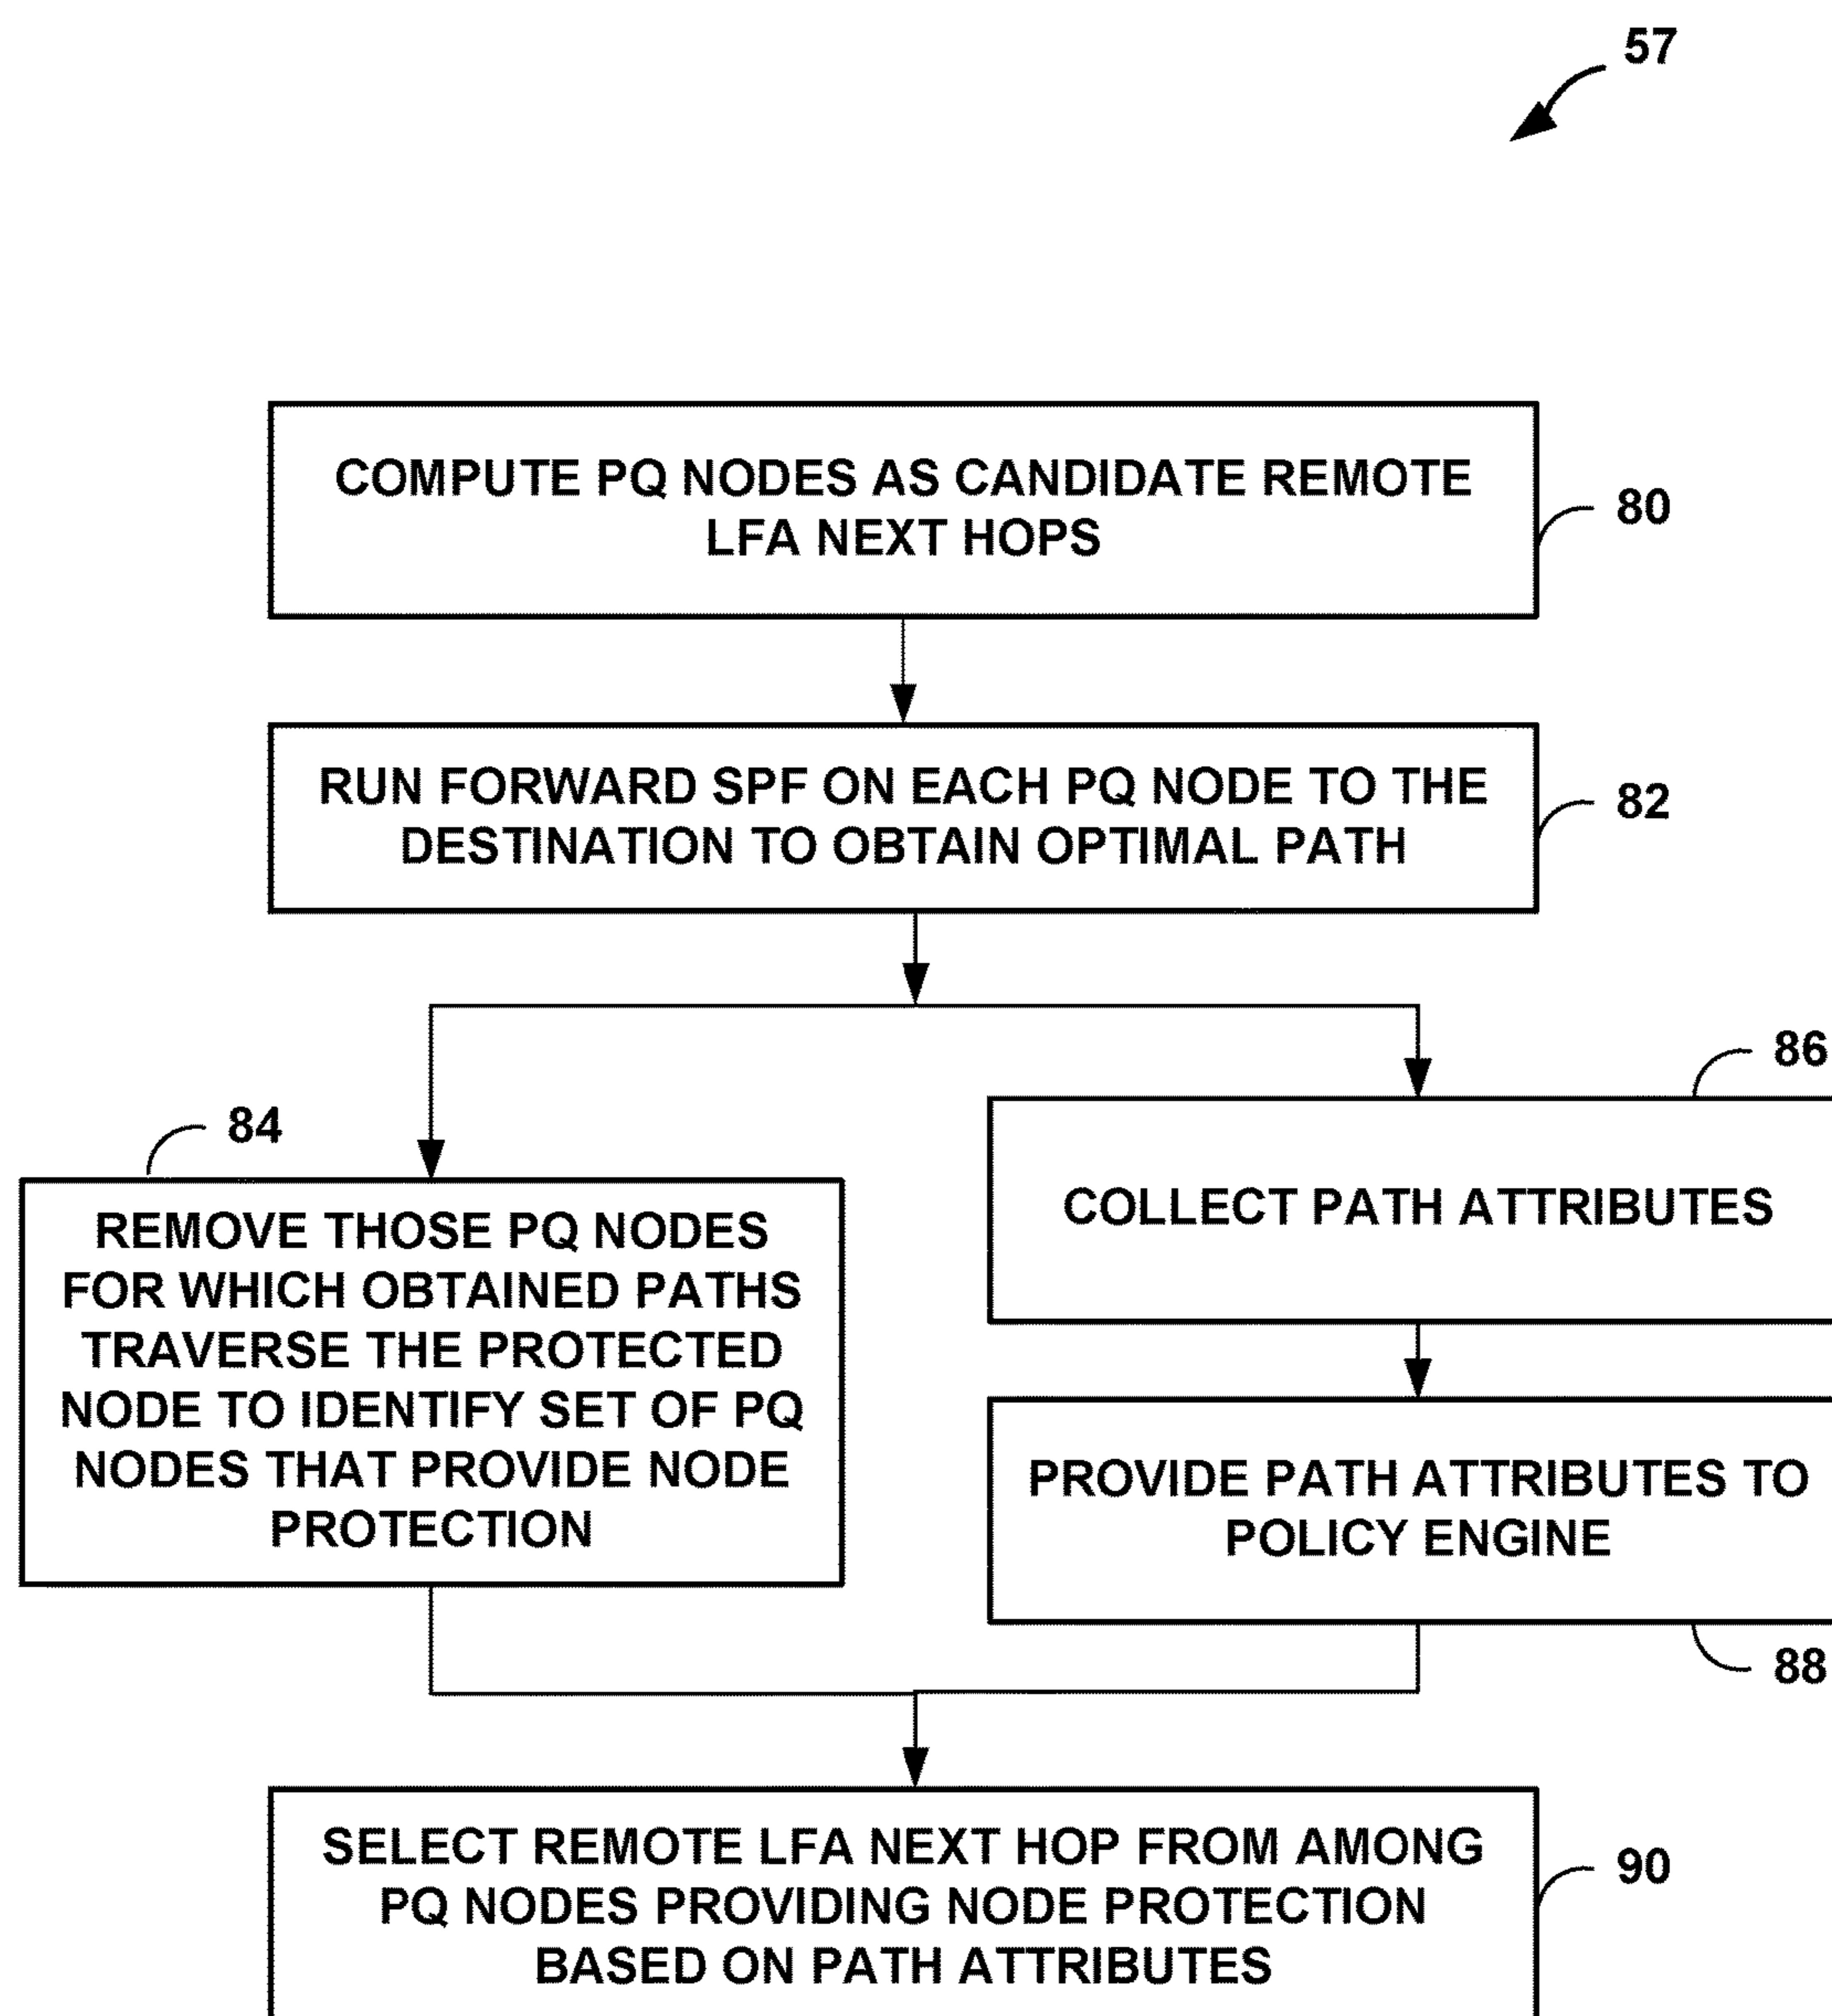 57
COMPUTE PQ NODES AS CANDIDATE REMOTE
LFA NEXT HOPS
80
RUN FORWARD SPF ON EACH PQ NODE TO THE
DESTINATION TO OBTAIN OPTIMAL PATH
82
84
REMOVE THOSE PQ NODES
FOR WHICH OBTAINED PATHS
TRAVERSE THE PROTECTED
NODE TO IDENTIFY SET OF PQ
NODES THAT PROVIDE NODE
PROTECTION
86
COLLECT PATH ATTRIBUTES
PROVIDE PATH ATTRIBUTES TO
POLICY ENGINE
88
SELECT REMOTE LFA NEXT HOP FROM AMONG
PQ NODES PROVIDING NODE PROTECTION
BASED ON PATH ATTRIBUTES
90